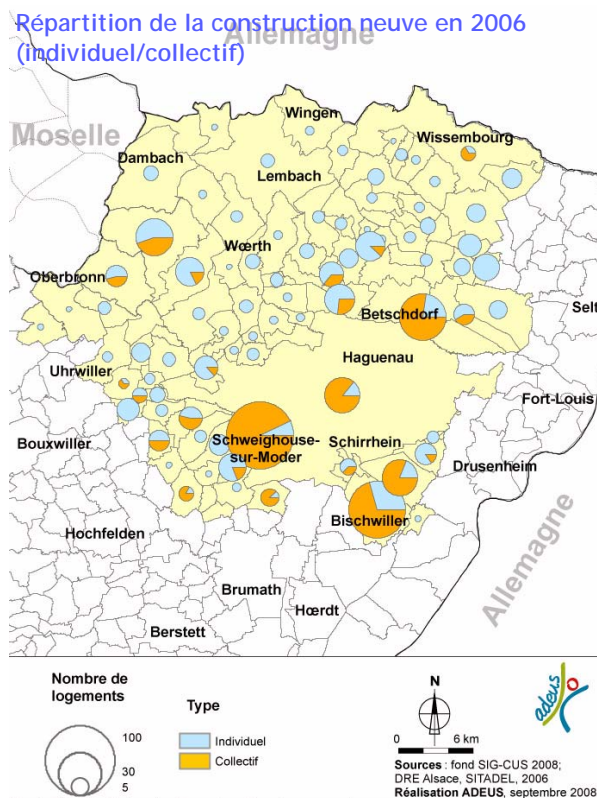 Répartition de la construction neuve en 2006
(individuel/collectif)
Allemagne
Moselle
Wingen
Wissembourg
Dambach
Lembach
Wœrth
Oberbronn
Betschdorf
Selt
Haguenau
Uhrwiller
Fort-Louis
Bouxwiller
Schweighouse-
sur-Moder
Schirrhein
Drusenheim
Bischwiller
Hochfelden
Allemagne
Brumath
Hœrdt
Berstett
Nombre de
logements
100
30
5
Type
Individuel
Collectif
N
0 6 km
adeus
Sources : fond SIG-CUS 2008;
DRE Alsace, SITADEL, 2006
Réalisation ADEUS, septembre 2008